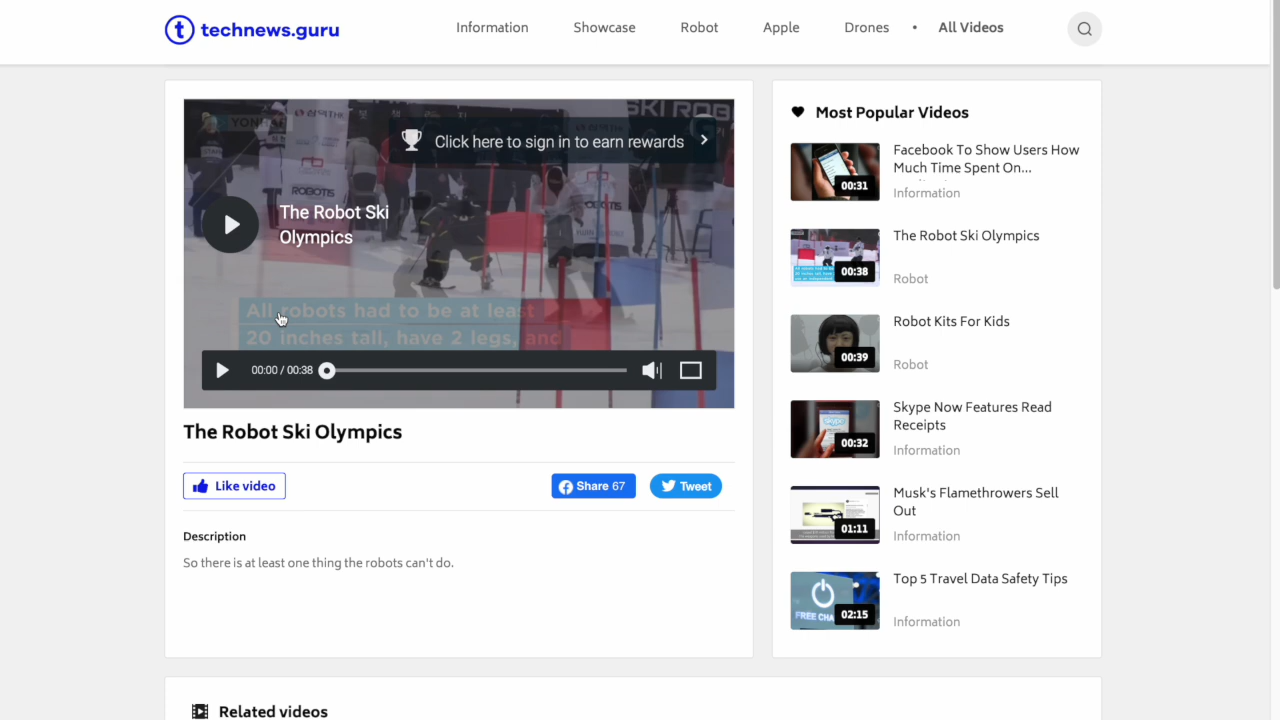 technews.guru
Information
Showcase
Robot
Apple
Drones
•
All Videos
SKI ROBO
Click here to sign in to earn rewards
ROBOTIS
The Robot Ski
Olympics
All robots had to be at least
20 inches tall, have 2 legs, and
00:00 / 00:38
The Robot Ski Olympics
Like video
Share 67
Tweet
Description
So there is at least one thing the robots can't do.
Most Popular Videos
00:31
Facebook To Show Users How
Much Time Spent On...
Information
00:38
The Robot Ski Olympics
Robot
00:39
Robot Kits For Kids
Robot
00:32
Skype Now Features Read
Receipts
Information
01:11
Musk's Flamethrowers Sell
Out
Information
FREE CHA
02:15
Top 5 Travel Data Safety Tips
Information
Related videos